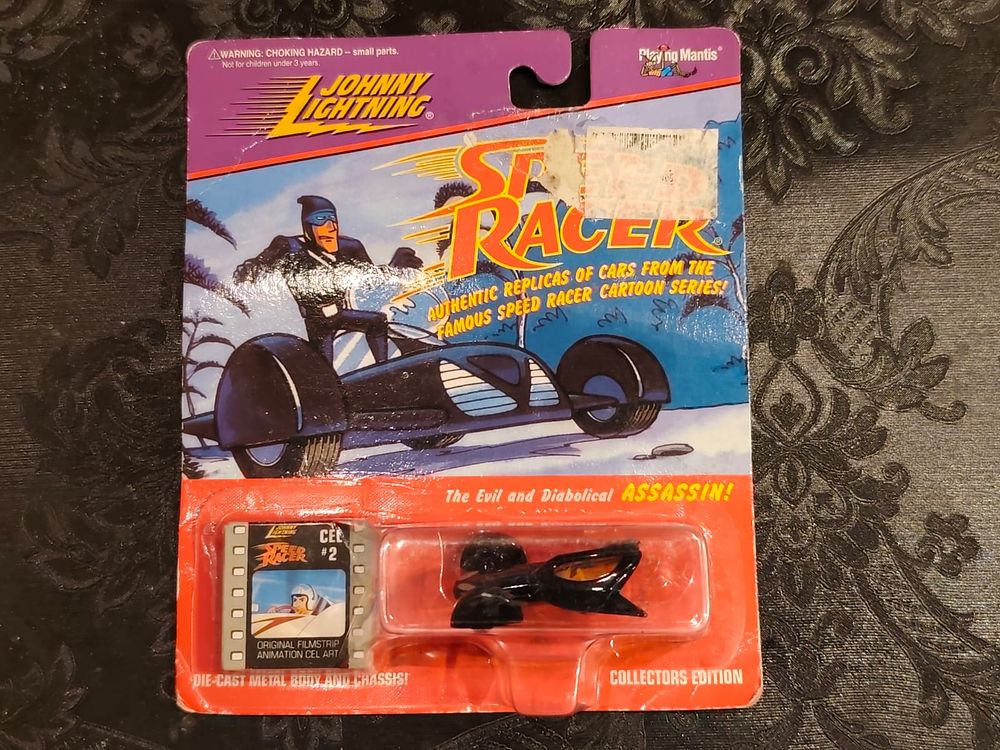 WARNING: CHOKING HAZARD – small parts.
Not for children under 3 years.
Playing Mantis®
JOHNNY
LIGHTNING®
RACER®
AUTHENTIC REPLICAS OF CARS FROM THE
FAMOUS SPEED RACER CARTOON SERIES!
The Evil and Diabolical ASSASSIN!
JOHNNY
LIGHTNING
SPEED
RACER
CEL
#2
ORIGINAL FILMSTRIP
ANIMATION CEL ART
DIE-CAST METAL BODY AND CHASSIS!
COLLECTORS EDITION